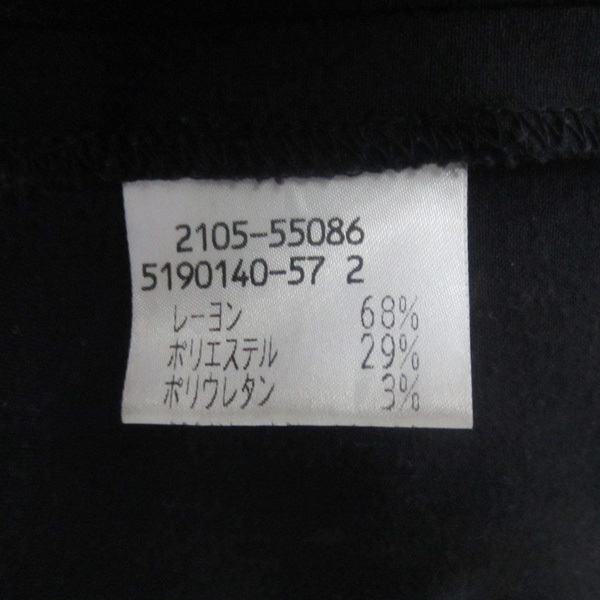 2105-55086
5190140-57 2
レーヨン 68%
ポリエステル 29%
ポリウレタン 3%